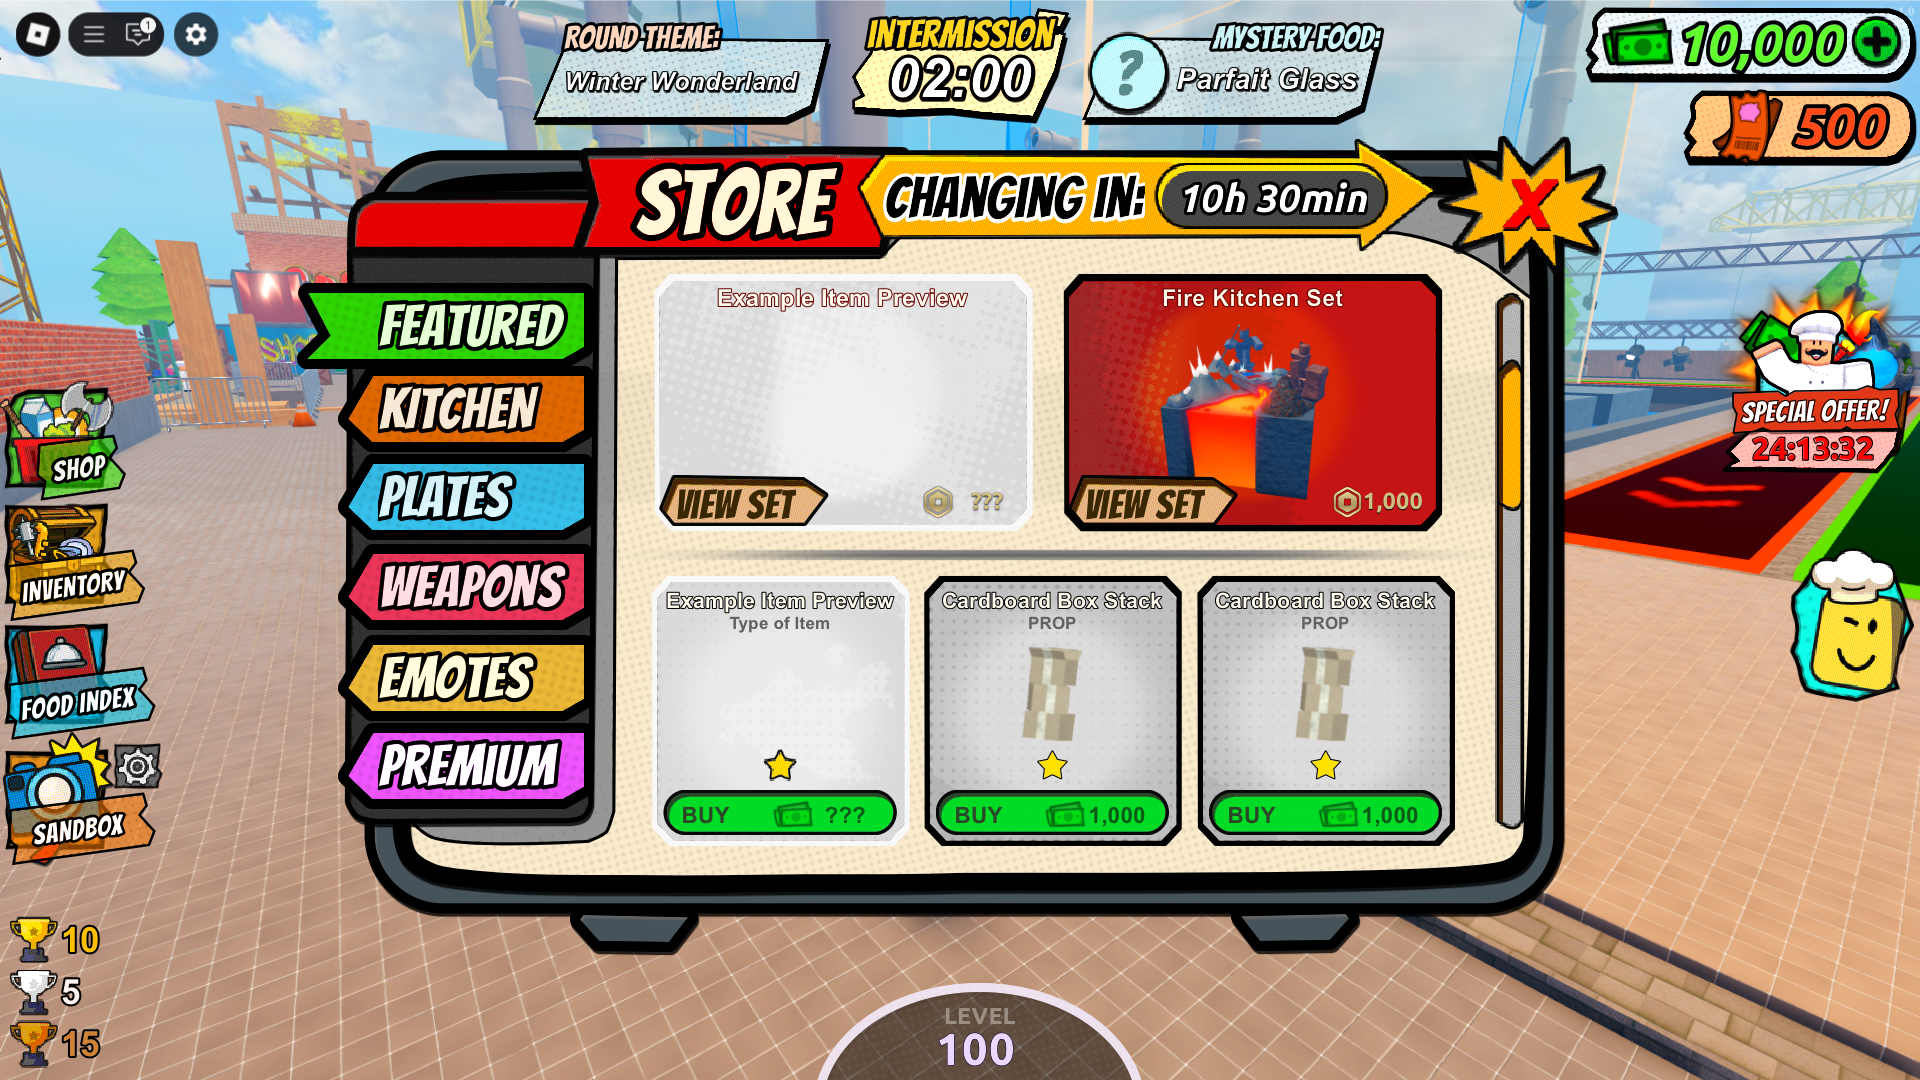 1
ROUND THEME:
Winter Wonderland
INTERMISSION
02:00
MYSTERY FOOD:
?
Parfait Glass
10,000
500
STORE
CHANGING IN:
10h 30min
X
FEATURED
KITCHEN
PLATES
WEAPONS
EMOTES
PREMIUM
Example Item Preview
VIEW SET
???
Fire Kitchen Set
VIEW SET
1,000
Example Item Preview
Type of Item
BUY ???
Cardboard Box Stack
PROP
BUY 1,000
Cardboard Box Stack
PROP
BUY 1,000
SHOP
INVENTORY
FOOD INDEX
SANDBOX
SPECIAL OFFER!
24:13:32
10
5
15
LEVEL
100